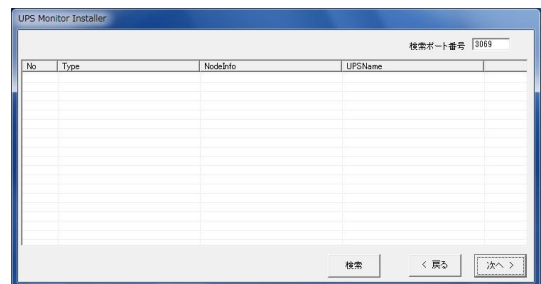 UPS Monitor Installer
検索ポート番号 3069
No Type NodeInfo UPSName
検索 < 戻る 次へ >